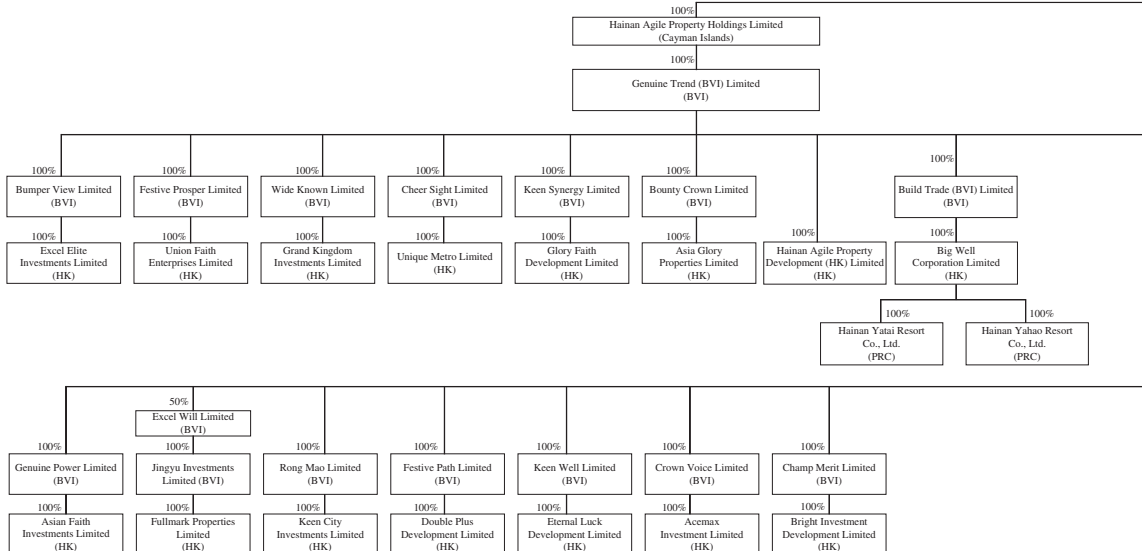 100%
Hainan Agile Property Holdings Limited
(Cayman Islands)
100%
Genuine Trend (BVI) Limited
(BVI)
100%
Bumper View Limited
(BVI)
100%
Festive Prosper Limited
(BVI)
100%
Wide Known Limited
(BVI)
100%
Cheer Sight Limited
(BVI)
100%
Keen Synergy Limited
(BVI)
100%
Bounty Crown Limited
(BVI)
100%
Build Trade (BVI) Limited
(BVI)
100%
Excel Elite
Investments Limited
(HK)
100%
Union Faith
Enterprises Limited
(HK)
100%
Grand Kingdom
Investments Limited
(HK)
100%
Unique Metro Limited
(HK)
100%
Glory Faith
Development Limited
(HK)
100%
Asia Glory
Properties Limited
(HK)
100%
Hainan Agile Property
Development (HK) Limited
(HK)
100%
Big Well
Corporation Limited
(HK)
100%
Hainan Yatai Resort
Co., Ltd.
(PRC)
100%
Hainan Yahao Resort
Co., Ltd.
(PRC)
50%
Excel Will Limited
(BVI)
100%
Genuine Power Limited
(BVI)
100%
Jingyu Investments
Limited (BVI)
100%
Rong Mao Limited
(BVI)
100%
Festive Path Limited
(BVI)
100%
Keen Well Limited
(BVI)
100%
Crown Voice Limited
(BVI)
100%
Champ Merit Limited
(BVI)
100%
Asian Faith
Investments Limited
(HK)
100%
Fullmark Properties
Limited
(HK)
100%
Keen City
Investments Limited
(HK)
100%
Double Plus
Development Limited
(HK)
100%
Eternal Luck
Development Limited
(HK)
100%
Acemax
Investment Limited
(HK)
100%
Bright Investment
Development Limited
(HK)